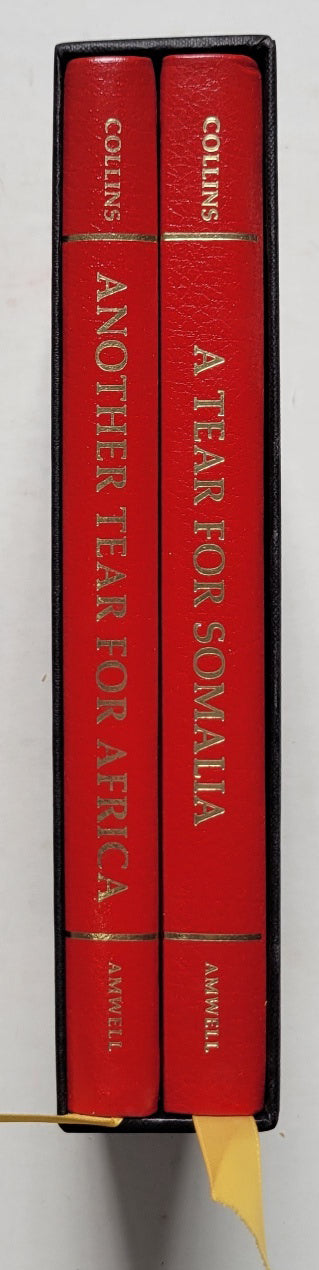 COLLINS
ANOTHER TEAR FOR AFRICA
AMWELL
COLLINS
A TEAR FOR SOMALIA
AMWELL